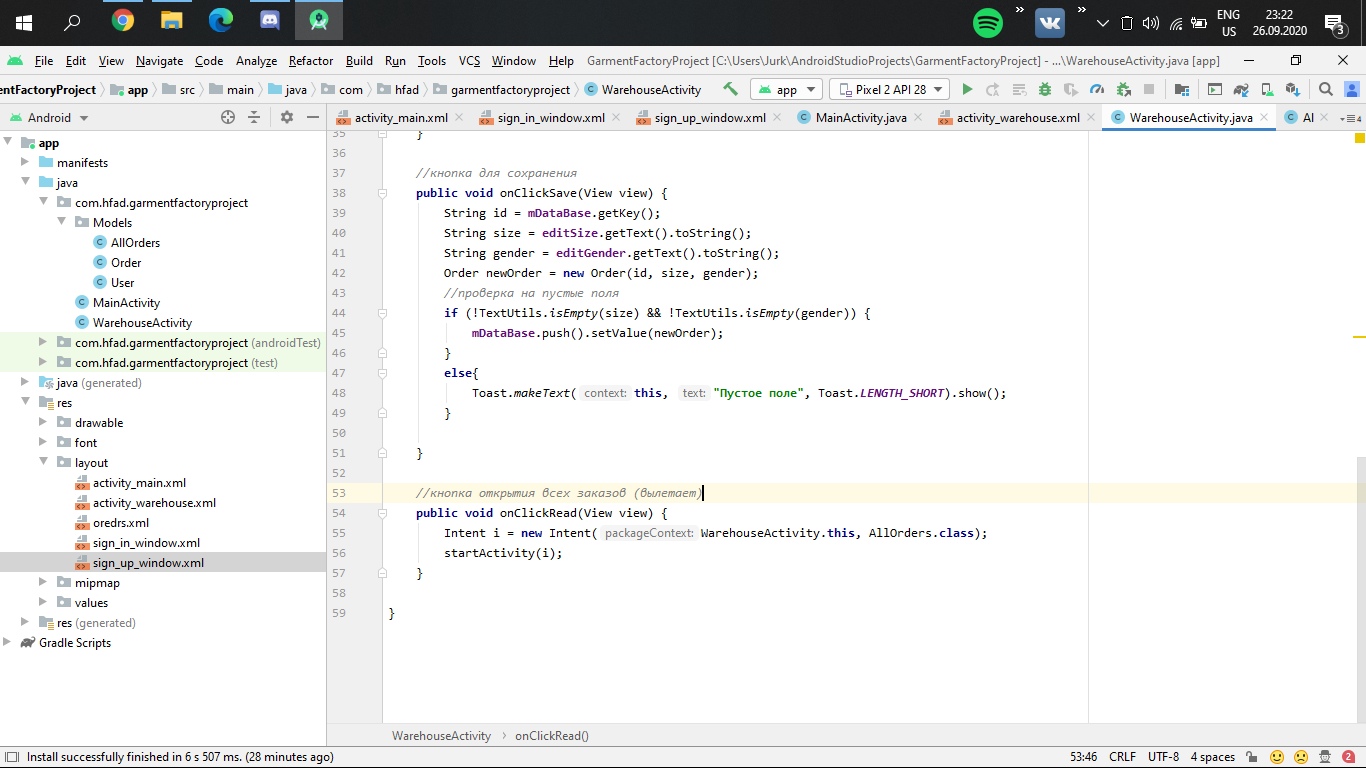 ENG
US
23:22
26.09.2020
3
File Edit View Navigate Code Analyze Refactor Build Run Tools VCS Window Help GarmentFactoryProject [C:\Users\Jurk\AndroidStudioProjects\GarmentFactoryProject] - ...\WarehouseActivity.java [app]
entFactoryProject app src main java com hfad garmentfactoryproject WarehouseActivity app Pixel 2 API 28
Android activity_main.xml sign_in_window.xml sign_up_window.xml MainActivity.java activity_warehouse.xml WarehouseActivity.java Al 4
app
manifests
java
com.hfad.garmentfactoryproject
Models
AllOrders
Order
User
MainActivity
WarehouseActivity
com.hfad.garmentfactoryproject (androidTest)
com.hfad.garmentfactoryproject (test)
java (generated)
res
drawable
font
layout
activity_main.xml
activity_warehouse.xml
oredrs.xml
sign_in_window.xml
sign_up_window.xml
mipmap
values
res (generated)
Gradle Scripts
35 }
36
37 //кнопка для сохранения
38 public void onClickSave(View view) {
39 String id = mDataBase.getKey();
40 String size = editSize.getText().toString();
41 String gender = editGender.getText().toString();
42 Order newOrder = new Order(id, size, gender);
43 //проверка на пустые поля
44 if (!TextUtils.isEmpty(size) && !TextUtils.isEmpty(gender)) {
45 mDataBase.push().setValue(newOrder);
46 }
47 else{
48 Toast.makeText( context: this, text: "Пустое поле", Toast.LENGTH_SHORT).show();
49 }
50
51 }
52
53 //кнопка открытия всех заказов (вылетает)
54 public void onClickRead(View view) {
55 Intent i = new Intent( packageContext: WarehouseActivity.this, AllOrders.class);
56 startActivity(i);
57 }
58
59 }
WarehouseActivity › onClickRead()
Install successfully finished in 6 s 507 ms. (28 minutes ago) 53:46 CRLF UTF-8 4 spaces 2